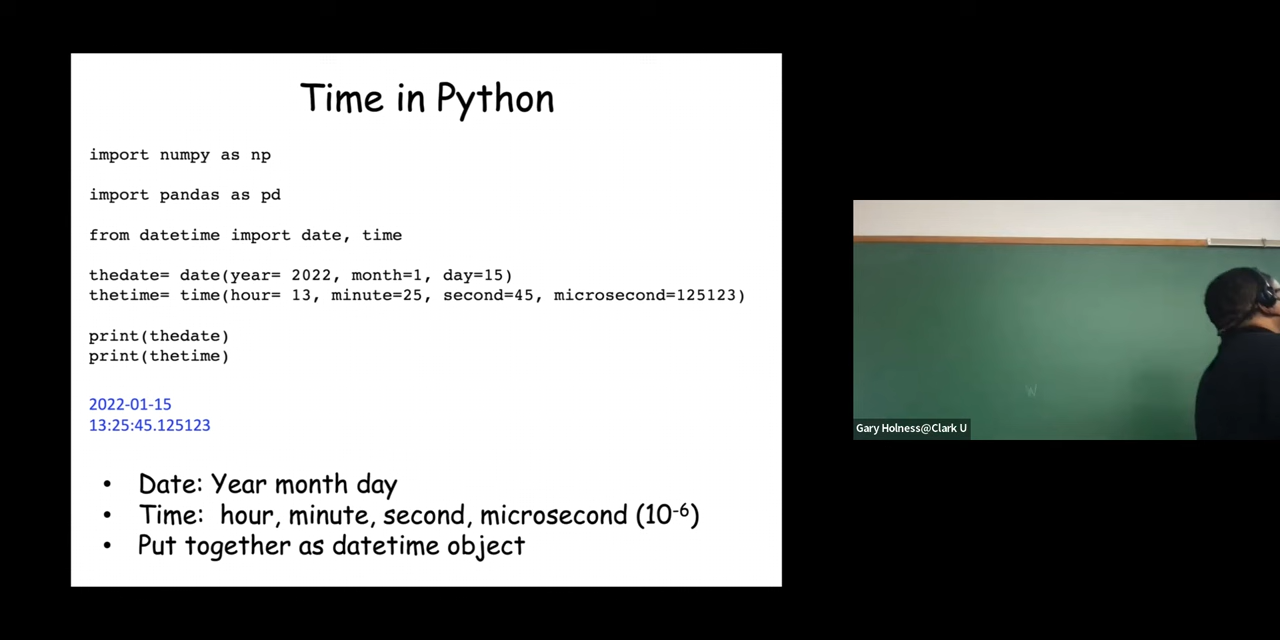 Time in Python
import numpy as np
import pandas as pd
from datetime import date, time
thedate= date(year= 2022, month=1, day=15)
thetime= time(hour= 13, minute=25, second=45, microsecond=125123)
print(thedate)
print(thetime)
2022-01-15
13:25:45.125123
• Date: Year month day
• Time: hour, minute, second, microsecond (10⁻⁶)
• Put together as datetime object
W
Gary Holness@Clark U